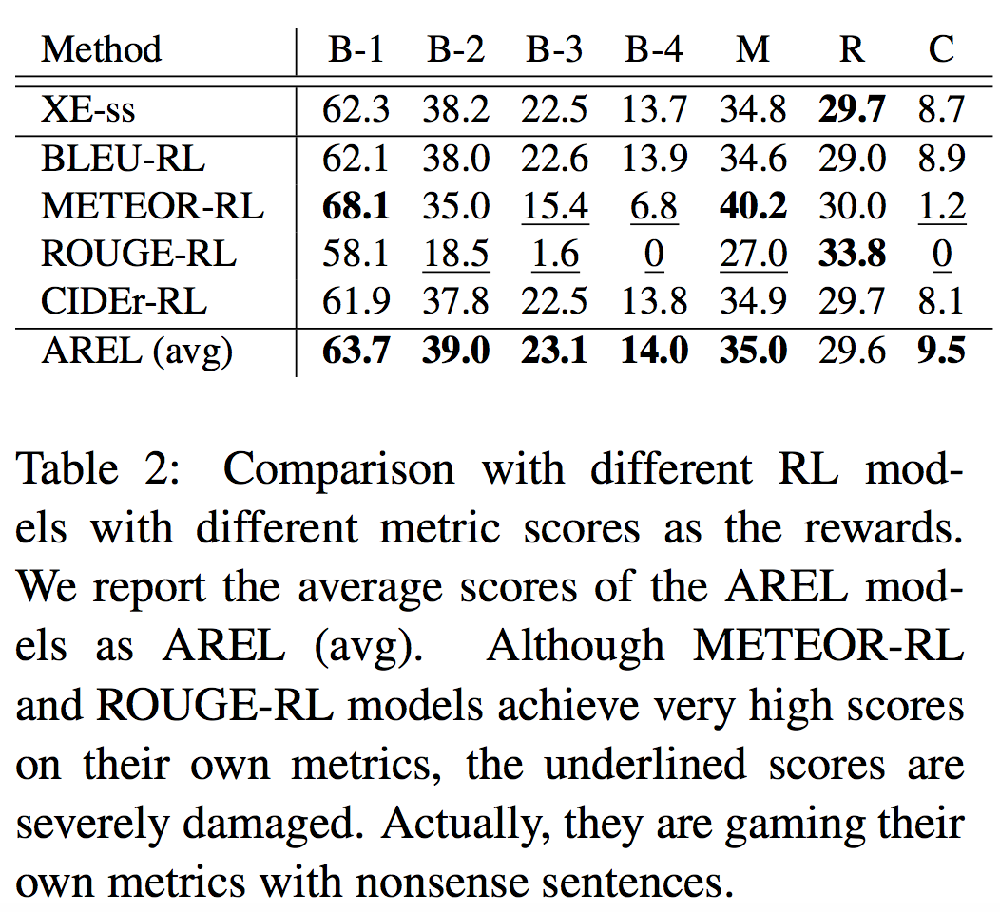 Method B-1 B-2 B-3 B-4 M R C
XE-ss 62.3 38.2 22.5 13.7 34.8 29.7 8.7
BLEU-RL 62.1 38.0 22.6 13.9 34.6 29.0 8.9
METEOR-RL 68.1 35.0 15.4 6.8 40.2 30.0 1.2
ROUGE-RL 58.1 18.5 1.6 0 27.0 33.8 0
CIDEr-RL 61.9 37.8 22.5 13.8 34.9 29.7 8.1
AREL (avg) 63.7 39.0 23.1 14.0 35.0 29.6 9.5
Table 2: Comparison with different RL mod-
els with different metric scores as the rewards.
We report the average scores of the AREL mod-
els as AREL (avg). Although METEOR-RL
and ROUGE-RL models achieve very high scores
on their own metrics, the underlined scores are
severely damaged. Actually, they are gaming their
own metrics with nonsense sentences.